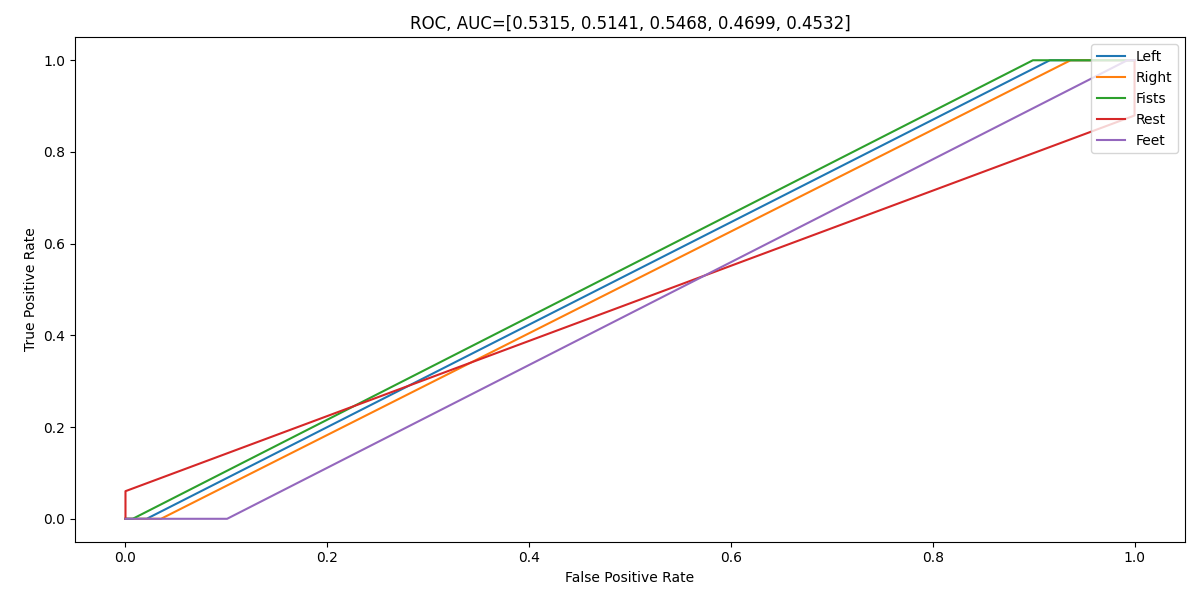 ROC, AUC=[0.5315, 0.5141, 0.5468, 0.4699, 0.4532]
Left
Right
Fists
Rest
Feet
True Positive Rate
1.0
0.8
0.6
0.4
0.2
0.0
0.0 0.2 0.4 0.6 0.8 1.0
False Positive Rate